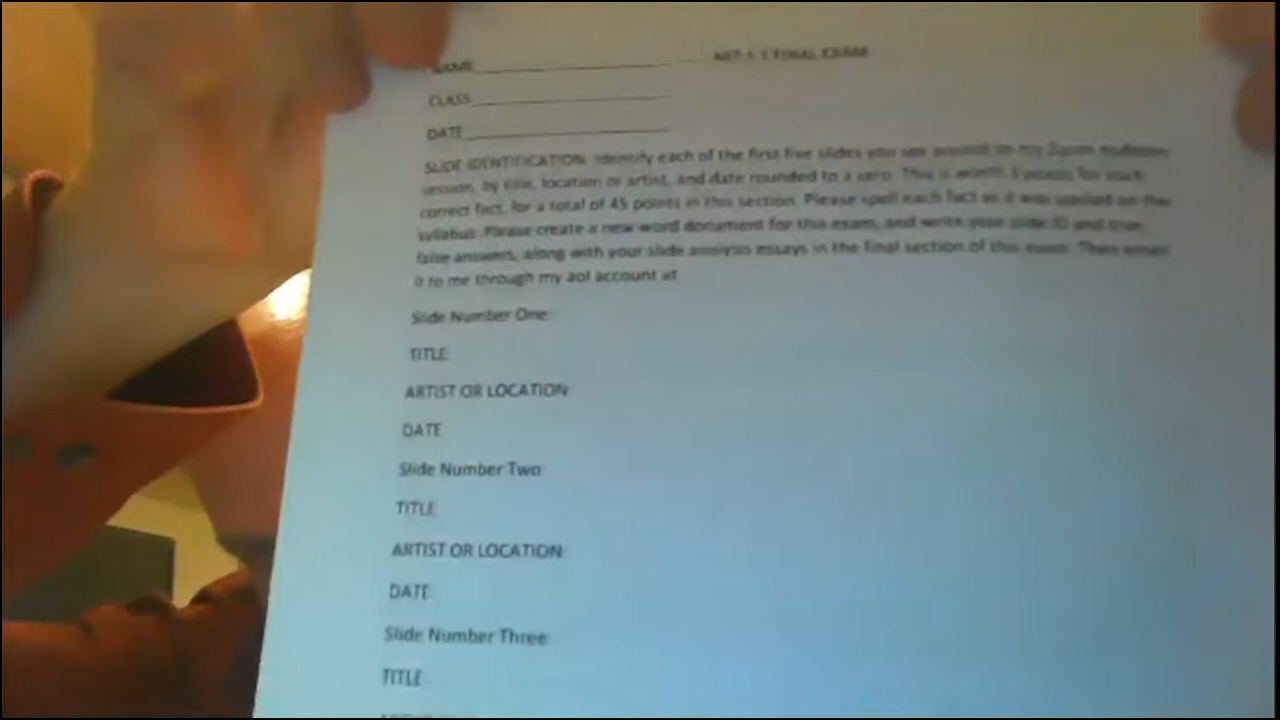 NAME FINAL EXAM
CLASS
DATE
SLIDE IDENTIFICATION: Identify each of the first five slides you see posted on my Zoom
session, by title, location or artist, and date rounded to a zero. This is worth 3 points for each
correct fact, for a total of 45 points in this section. Please spell each fact as it was spelled on the
syllabus. Please create a new word document for this exam, and write your slide ID and true
false answers, along with your slide analysis essays in the final section of this exam. Then email
it to me through my aol account at
Slide Number One:
TITLE:
ARTIST OR LOCATION:
DATE
Slide Number Two:
TITLE:
ARTIST OR LOCATION:
DATE:
Slide Number Three:
TITLE: